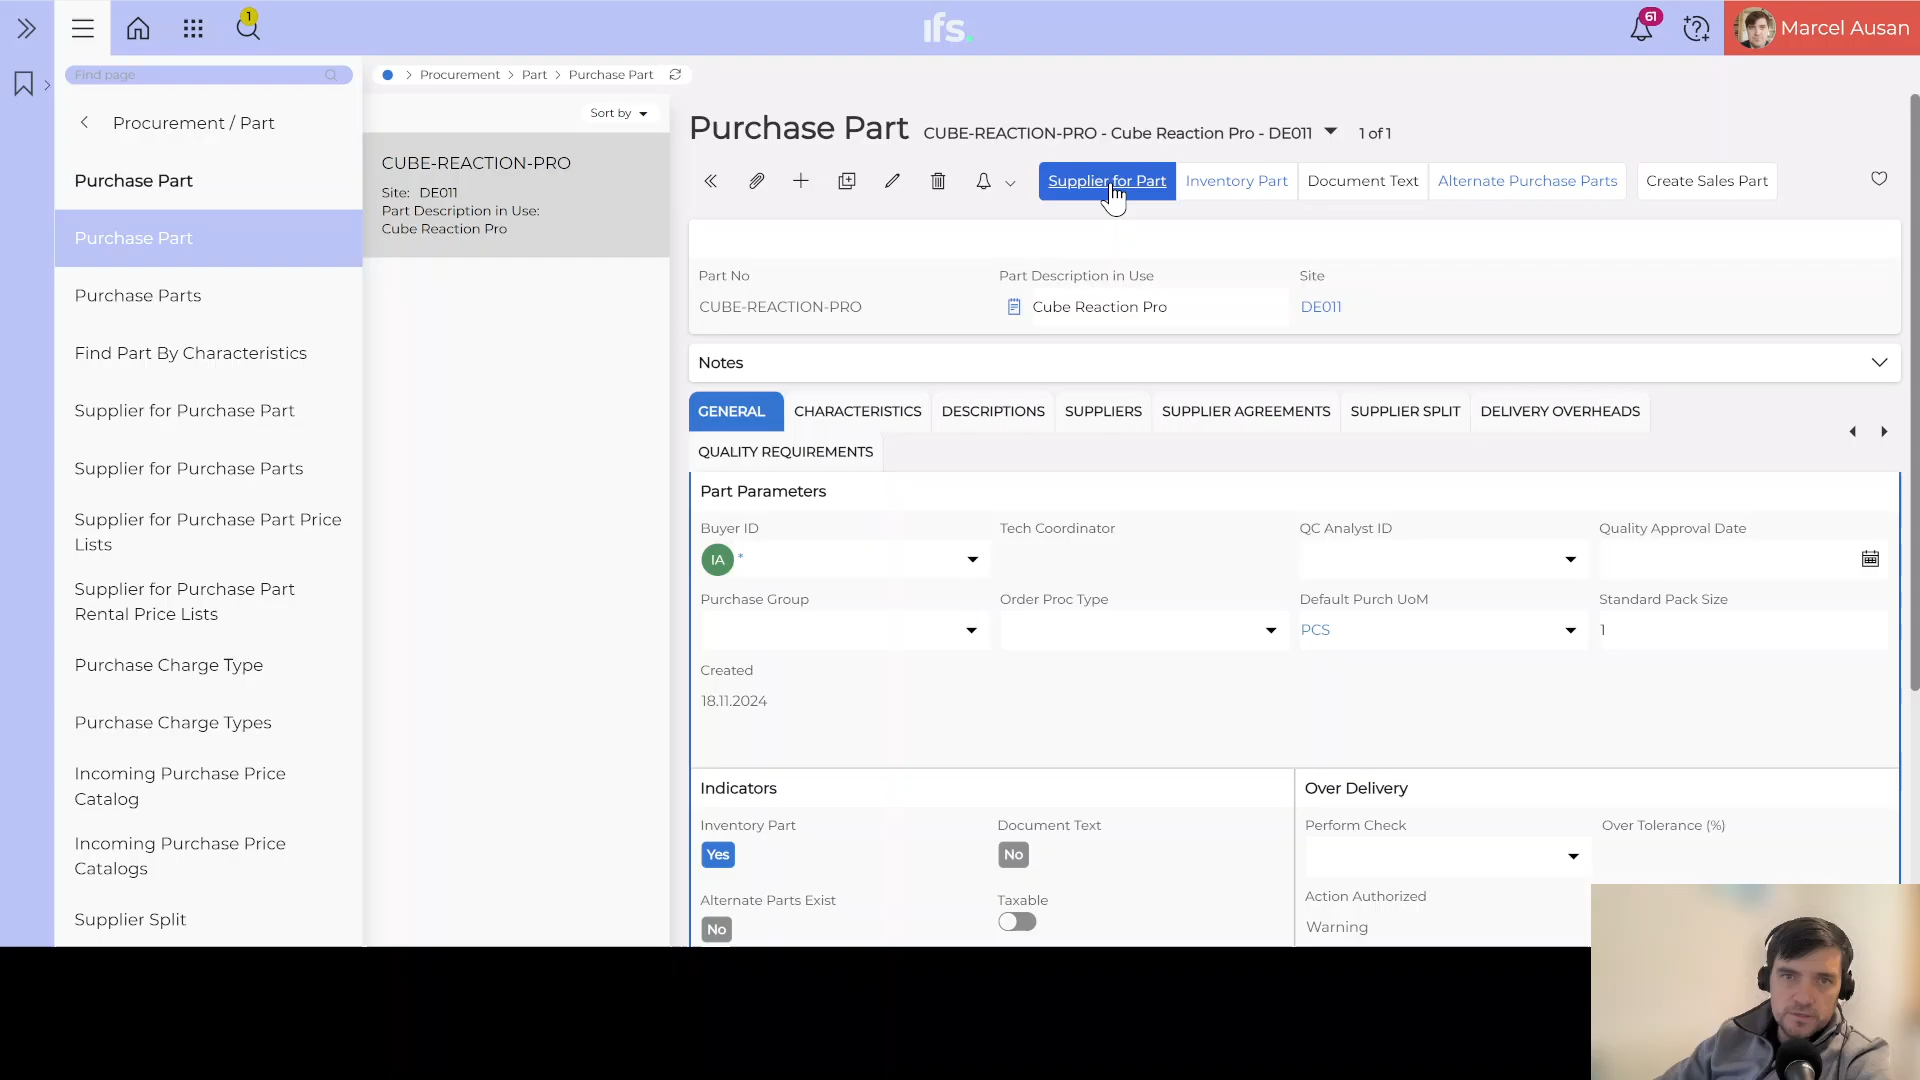 1
ifs.
61
Marcel Ausan
Find page
Procurement
Part
Purchase Part
Procurement / Part
Purchase Part
Purchase Part
Purchase Parts
Find Part By Characteristics
Supplier for Purchase Part
Supplier for Purchase Parts
Supplier for Purchase Part Price
Lists
Supplier for Purchase Part
Rental Price Lists
Purchase Charge Type
Purchase Charge Types
Incoming Purchase Price
Catalog
Incoming Purchase Price
Catalogs
Supplier Split
Sort by
CUBE-REACTION-PRO
Site: DE011
Part Description in Use:
Cube Reaction Pro
Purchase Part CUBE-REACTION-PRO - Cube Reaction Pro - DE011 1 of 1
Supplier for Part Inventory Part Document Text Alternate Purchase Parts Create Sales Part
Part No Part Description in Use Site
CUBE-REACTION-PRO Cube Reaction Pro DE011
Notes
GENERAL CHARACTERISTICS DESCRIPTIONS SUPPLIERS SUPPLIER AGREEMENTS SUPPLIER SPLIT DELIVERY OVERHEADS
QUALITY REQUIREMENTS
Part Parameters
Buyer ID Tech Coordinator QC Analyst ID Quality Approval Date
IA *
Purchase Group Order Proc Type Default Purch UoM Standard Pack Size
PCS 1
Created
18.11.2024
Indicators Over Delivery
Inventory Part Document Text Perform Check Over Tolerance (%)
Yes No
Alternate Parts Exist Taxable Action Authorized
No Warning